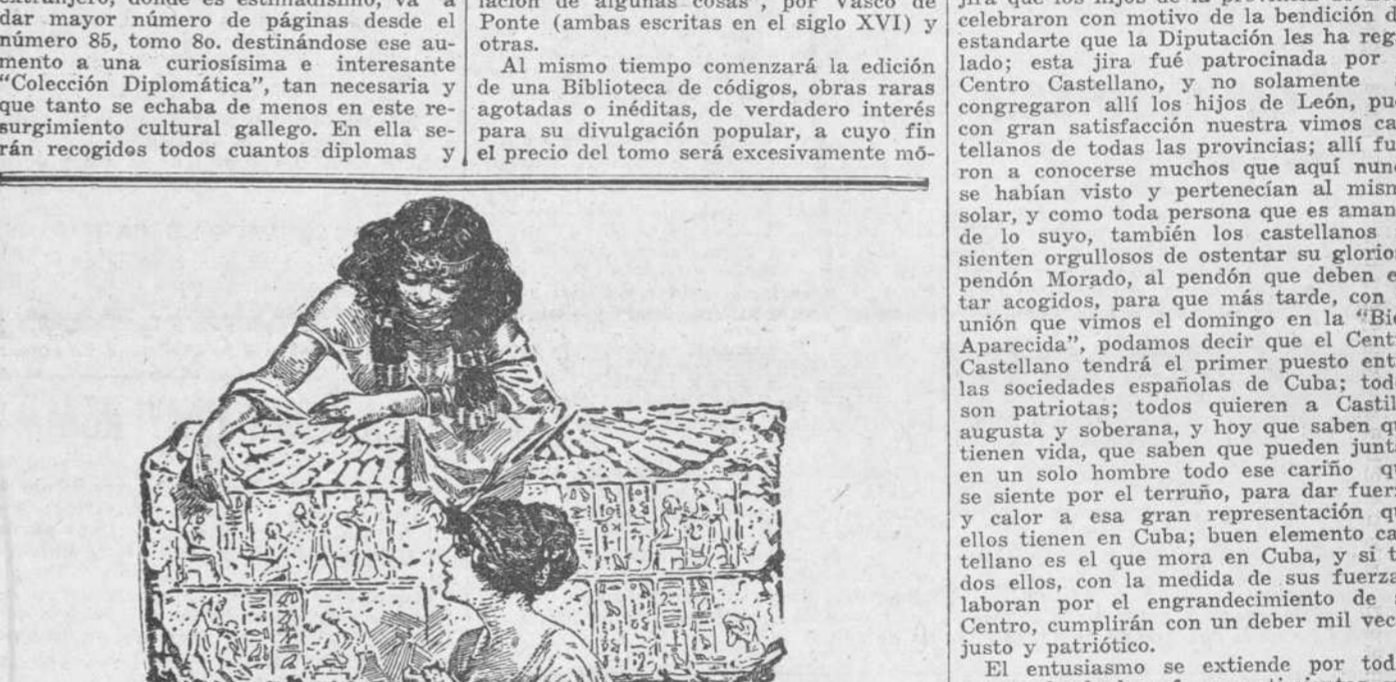 dar mayor número de páginas desde el
número 85, tomo 8o. destinándose ese au-
mento a una curiosísima e interesante
“Colección Diplomática”, tan necesaria y
que tanto se echaba de menos en este re-
surgimiento cultural gallego. En ella se-
rán recogidos todos cuantos diplomas y
lación de algunas cosas”, por Vasco de
Ponte (ambas escritas en el siglo XVI) y
otras.
Al mismo tiempo comenzará la edición
de una Biblioteca de códigos, obras raras
agotadas o inéditas, de verdadero interés
para su divulgación popular, a cuyo fin
el precio del tomo será excesivamente mó-
jira que los hijos de la provincia de
celebraron con motivo de la bendición
estandarte que la Diputación les ha reg
lado; esta jira fué patrocinada por
Centro Castellano, y no solamente
congregaron allí los hijos de León, pu
con gran satisfacción nuestra vimos ca
tellanos de todas las provincias; allí fu
ron a conocerse muchos que aquí nun
se habían visto y pertenecían al mism
solar, y como toda persona que es aman
de lo suyo, también los castellanos
sienten orgullosos de ostentar su glorio
pendón Morado, al pendón que deben e
tar acogidos, para que más tarde, con
unión que vimos el domingo en la “Bie
Aparecida”, podamos decir que el Cent
Castellano tendrá el primer puesto ent
las sociedades españolas de Cuba; tod
son patriotas; todos quieren a Castil
augusta y soberana, y hoy que saben q
tienen vida, que saben que pueden junt
en un solo hombre todo ese cariño q
se siente por el terruño, para dar fuer
y calor a esa gran representación q
ellos tienen en Cuba; buen elemento ca
tellano es el que mora en Cuba, y si t
dos ellos, con la medida de sus fuerza
laboran por el engrandecimiento de
Centro, cumplirán con un deber mil vec
justo y patriótico.
El entusiasmo se extiende por tod